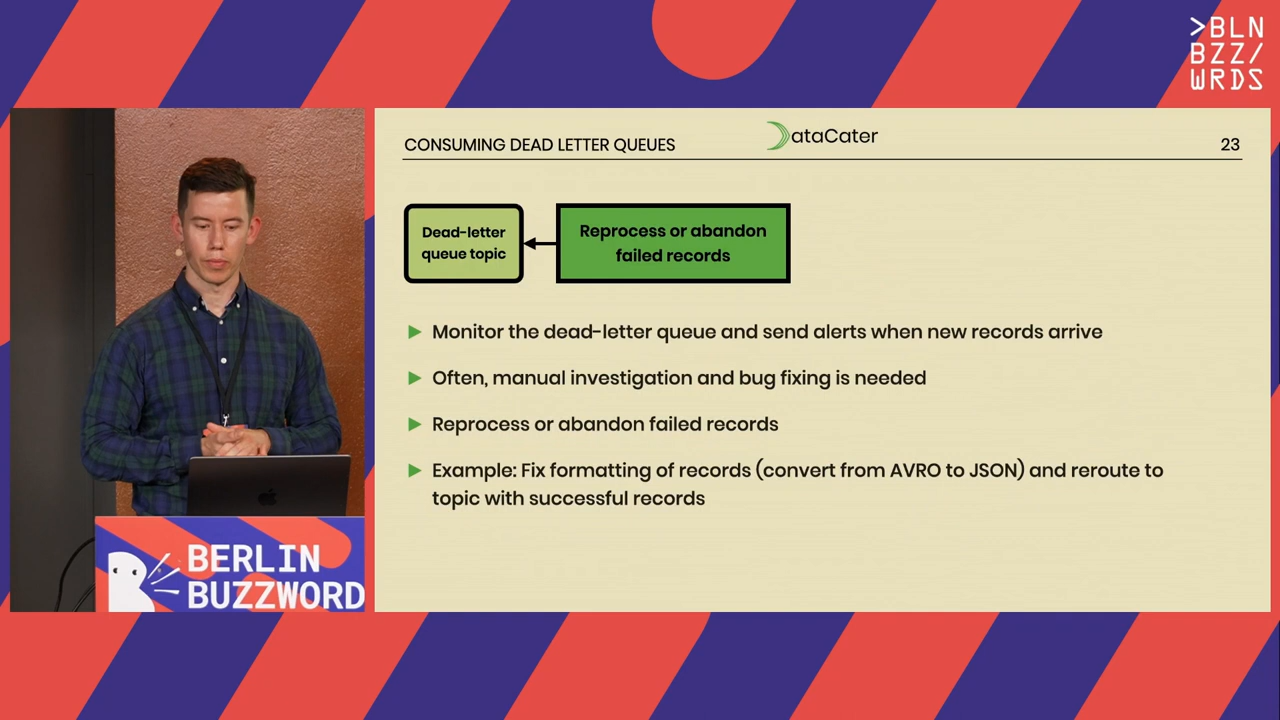 >BLN
BZZ/
WRDS
CONSUMING DEAD LETTER QUEUES
DataCater
23
Dead-letter
queue topic
Reprocess or abandon
failed records
Monitor the dead-letter queue and send alerts when new records arrive
Often, manual investigation and bug fixing is needed
Reprocess or abandon failed records
Example: Fix formatting of records (convert from AVRO to JSON) and reroute to
topic with successful records
BERLIN
BUZZWORD